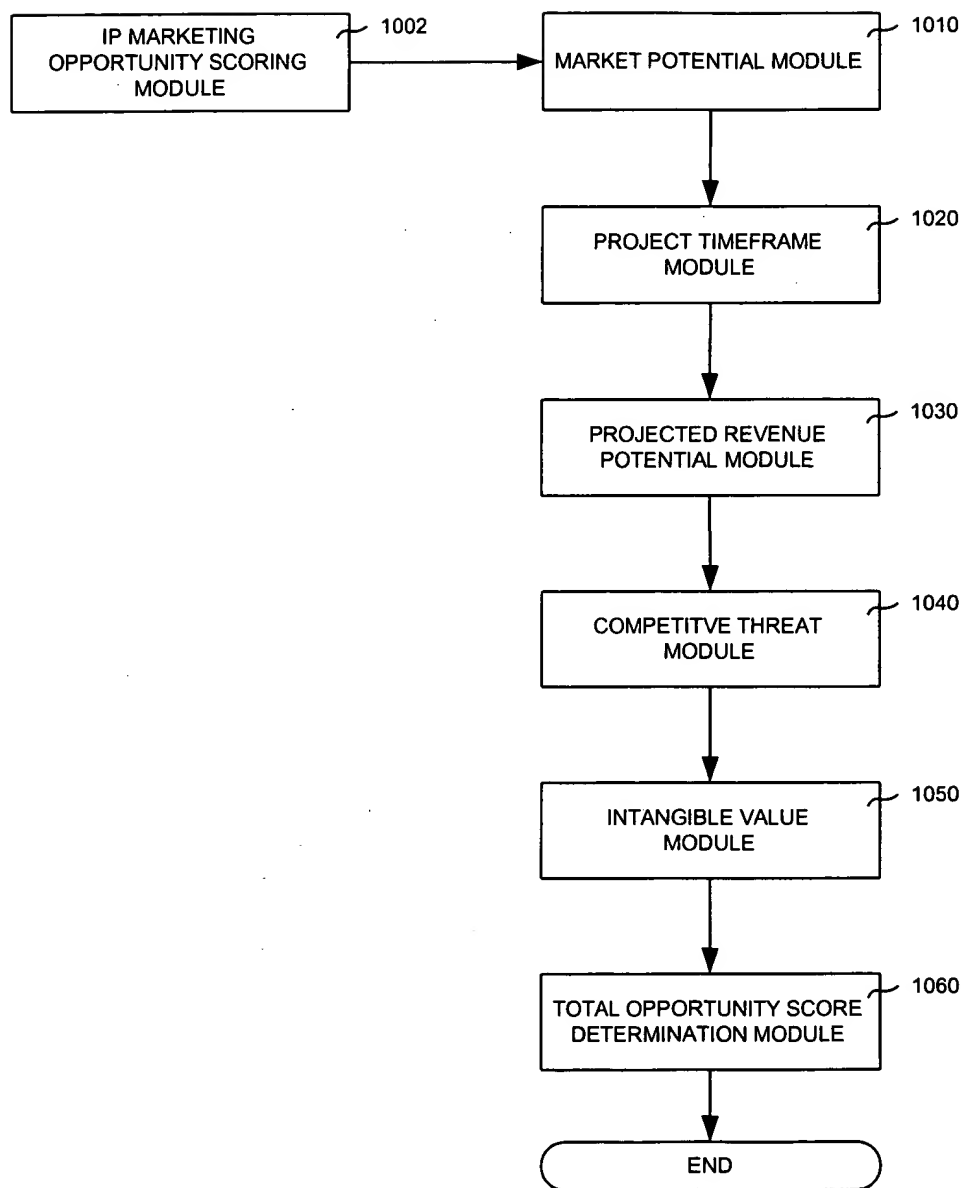 IP MARKETING
OPPORTUNITY SCORING
MODULE
1002
MARKET POTENTIAL MODULE
1010
PROJECT TIMEFRAME
MODULE
1020
PROJECTED REVENUE
POTENTIAL MODULE
1030
COMPETITVE THREAT
MODULE
1040
INTANGIBLE VALUE
MODULE
1050
TOTAL OPPORTUNITY SCORE
DETERMINATION MODULE
1060
END